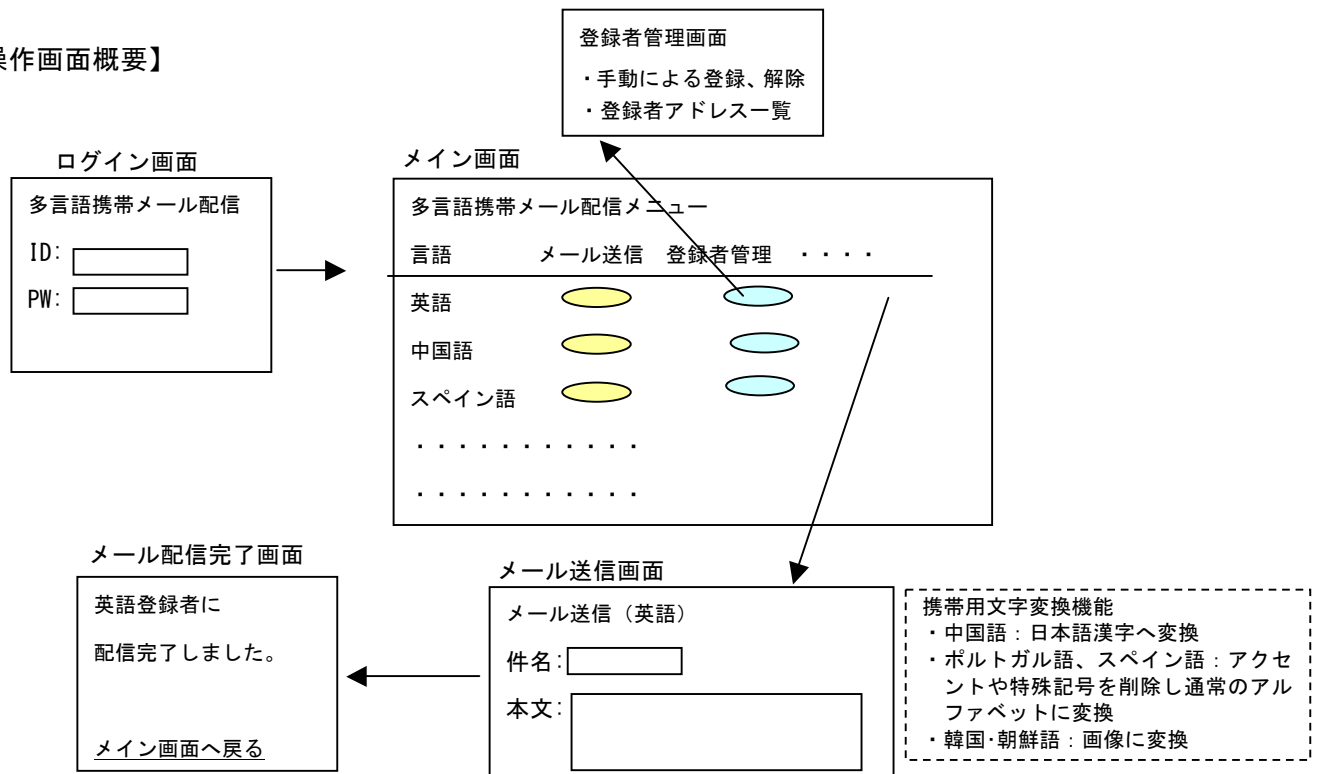 操作画面概要】
登録者管理画面
・手動による登録、解除
・登録者アドレス一覧
ログイン画面
多言語携帯メール配信
ID:
PW:
メイン画面
多言語携帯メール配信メニュー
言語 メール送信 登録者管理 ・・・・
英語
中国語
スペイン語
・・・・・・・・・・・
・・・・・・・・・・・
メール配信完了画面
英語登録者に
配信完了しました。
メイン画面へ戻る
メール送信画面
メール送信（英語）
件名:
本文:
携帯用文字変換機能
・中国語：日本語漢字へ変換
・ポルトガル語、スペイン語：アクセ
ントや特殊記号を削除し通常のアル
ファベットに変換
・韓国・朝鮮語：画像に変換